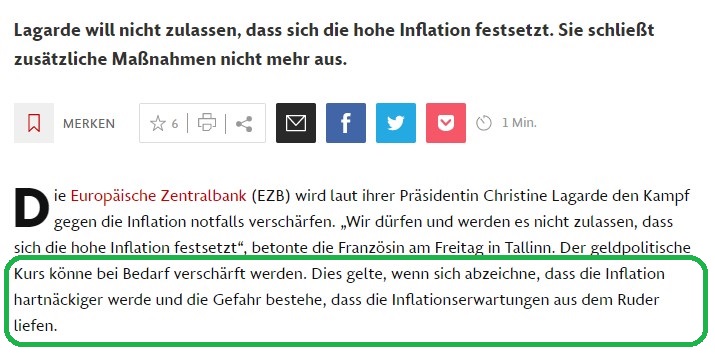 Lagarde will nicht zulassen, dass sich die hohe Inflation festsetzt. Sie schließt
zusätzliche Maßnahmen nicht mehr aus.
MERKEN
6
1 Min.
Die Europäische Zentralbank (EZB) wird laut ihrer Präsidentin Christine Lagarde den Kampf
gegen die Inflation notfalls verschärfen. „Wir dürfen und werden es nicht zulassen, dass
sich die hohe Inflation festsetzt“, betonte die Französin am Freitag in Tallinn. Der geldpolitische
Kurs könne bei Bedarf verschärft werden. Dies gelte, wenn sich abzeichne, dass die Inflation
hartnäckiger werde und die Gefahr bestehe, dass die Inflationserwartungen aus dem Ruder
liefen.